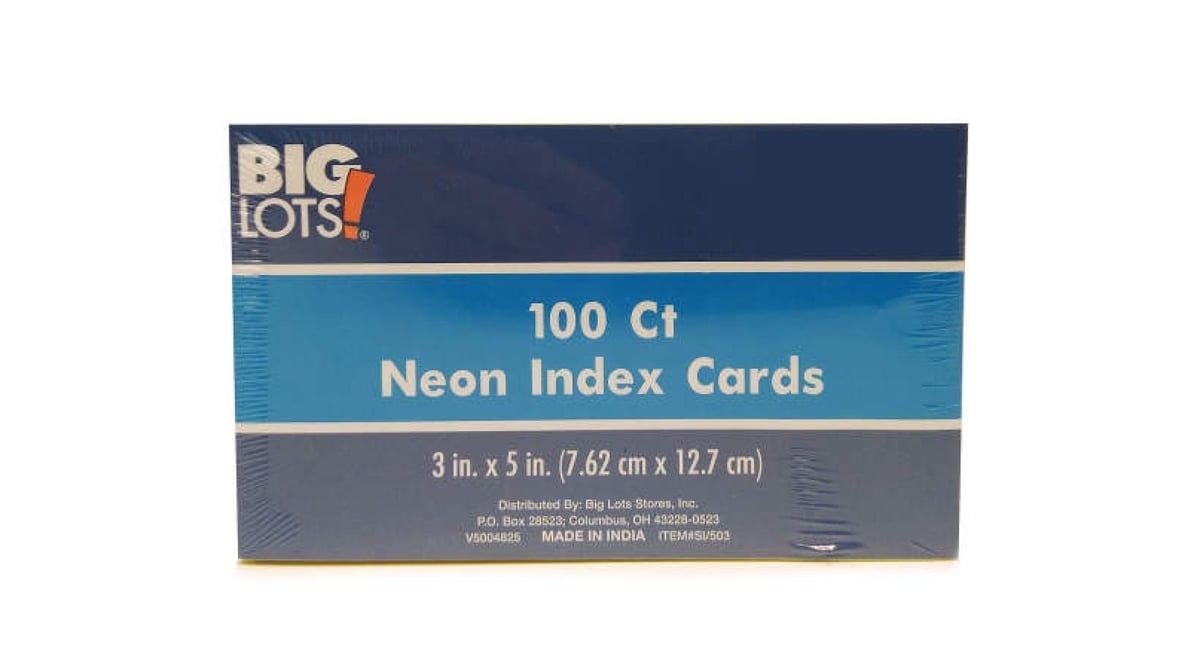 BIG
LOTS!®
100 Ct
Neon Index Cards
3 in. x 5 in. (7.62 cm x 12.7 cm)
Distributed By: Big Lots Stores, Inc.
P.O. Box 28523; Columbus, OH 43228-0523
V5004825 MADE IN INDIA ITEM#SI/503